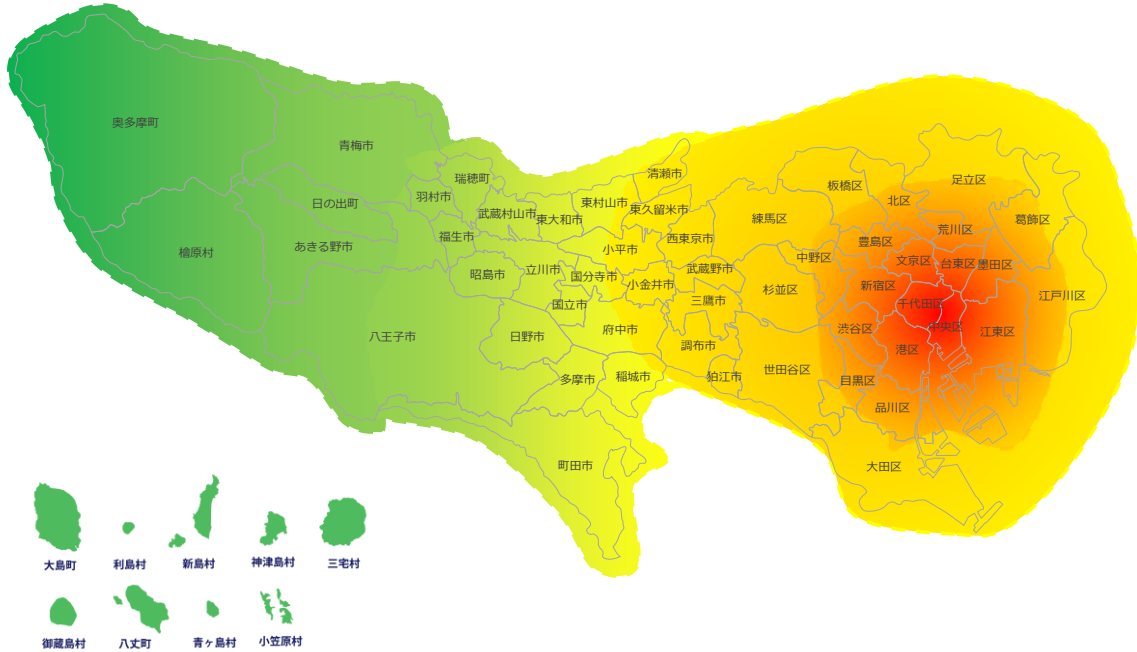 奥多摩町
青梅市
瑞穂町
清瀬市
足立区
板橋区
羽村市
日の出町
東村山市
北区
武蔵村山市
東大和市
東久留米市
練馬区
葛飾区
荒川区
福生市
西東京市
豊島区
あきる野市
小平市
檜原村
中野区
文京区
台東区
墨田区
昭島市
立川市
国分寺市
武蔵野市
小金井市
杉並区
新宿区
江戸川区
国立市
三鷹市
千代田区
八王子市
日野市
府中市
渋谷区
中央区
江東区
調布市
港区
多摩市
稲城市
狛江市
世田谷区
目黒区
品川区
町田市
大田区
大島町
利島村
新島村
神津島村
三宅村
御蔵島村
八丈町
青ヶ島村
小笠原村